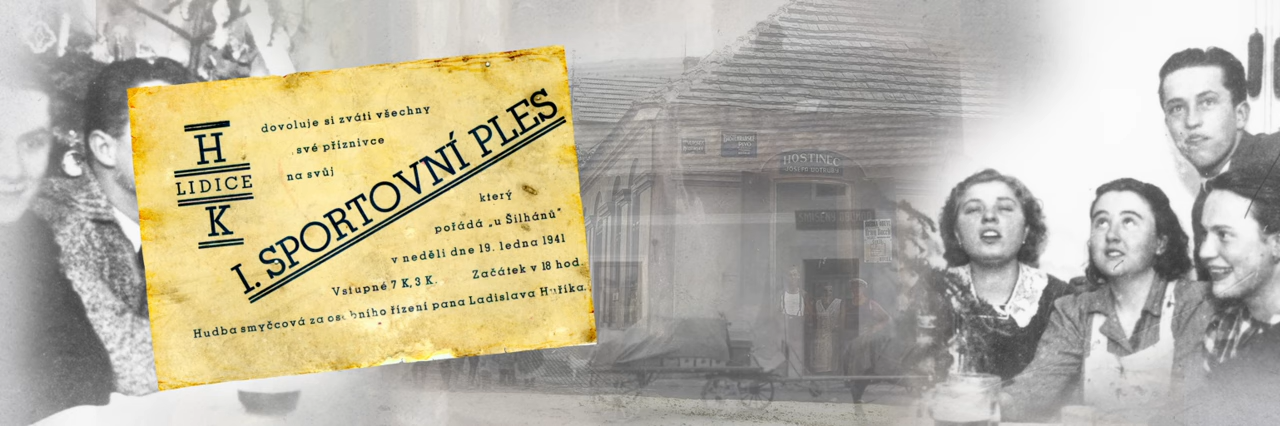 H
LIDICE
K
dovoluje si zváti všechny
své příznivce
na svůj
I. SPORTOVNÍ PLES
který
pořádá „u Šilhánů"
v neděli dne 19. ledna 1941
Vstupné 7 K, 3 K. Začátek v 18 hod.
Hudba smyčcová za osobního řízení pana Ladislava
HOSTINEC